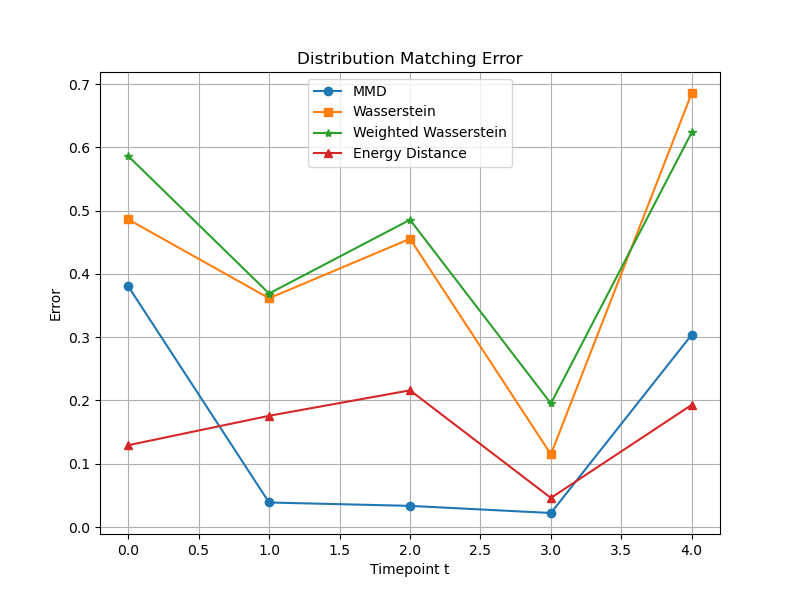 Distribution Matching Error
MMD
Wasserstein
Weighted Wasserstein
Energy Distance
0.7
0.6
0.5
0.4
0.3
0.2
0.1
0.0
Error
0.0 0.5 1.0 1.5 2.0 2.5 3.0 3.5 4.0
Timepoint t